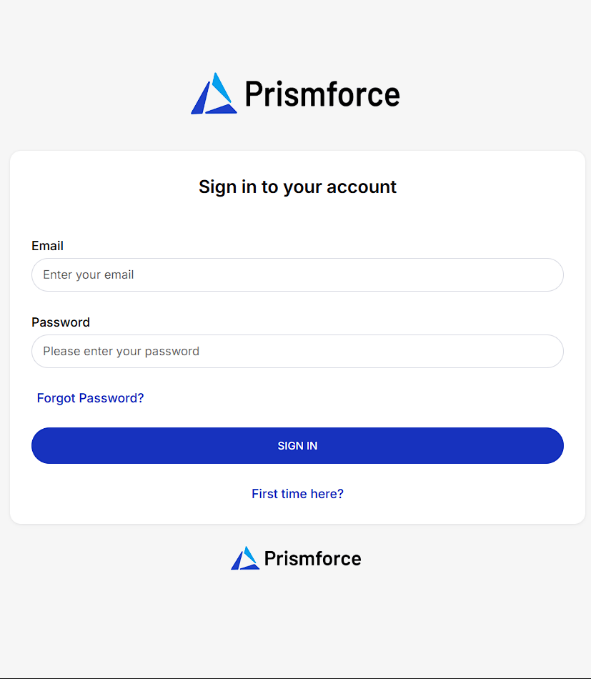 Prismforce
Sign in to your account
Email
Enter your email
Password
Please enter your password
Forgot Password?
SIGN IN
First time here?
Prismforce